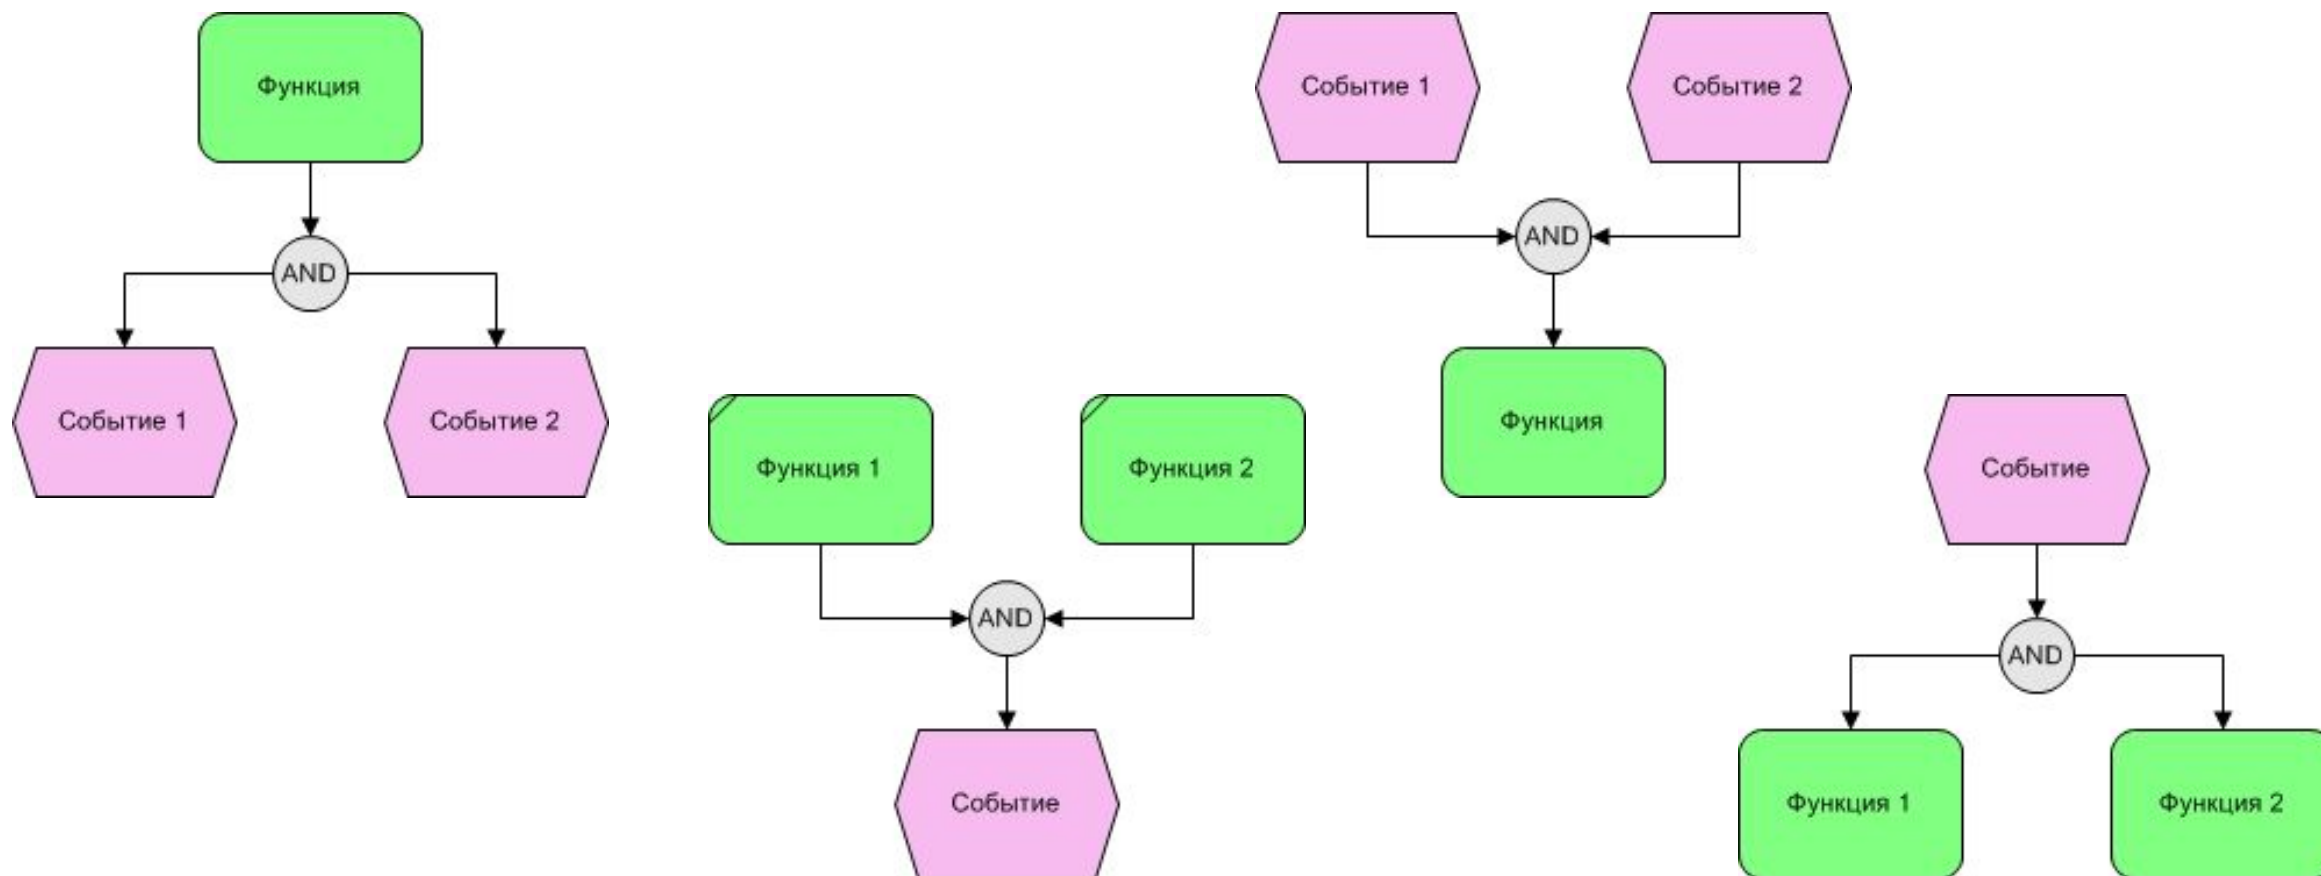 Функция
AND
Событие 1
Событие 2
Функция 1
Функция 2
AND
Событие
Событие 1
Событие 2
AND
Функция
Событие
AND
Функция 1
Функция 2